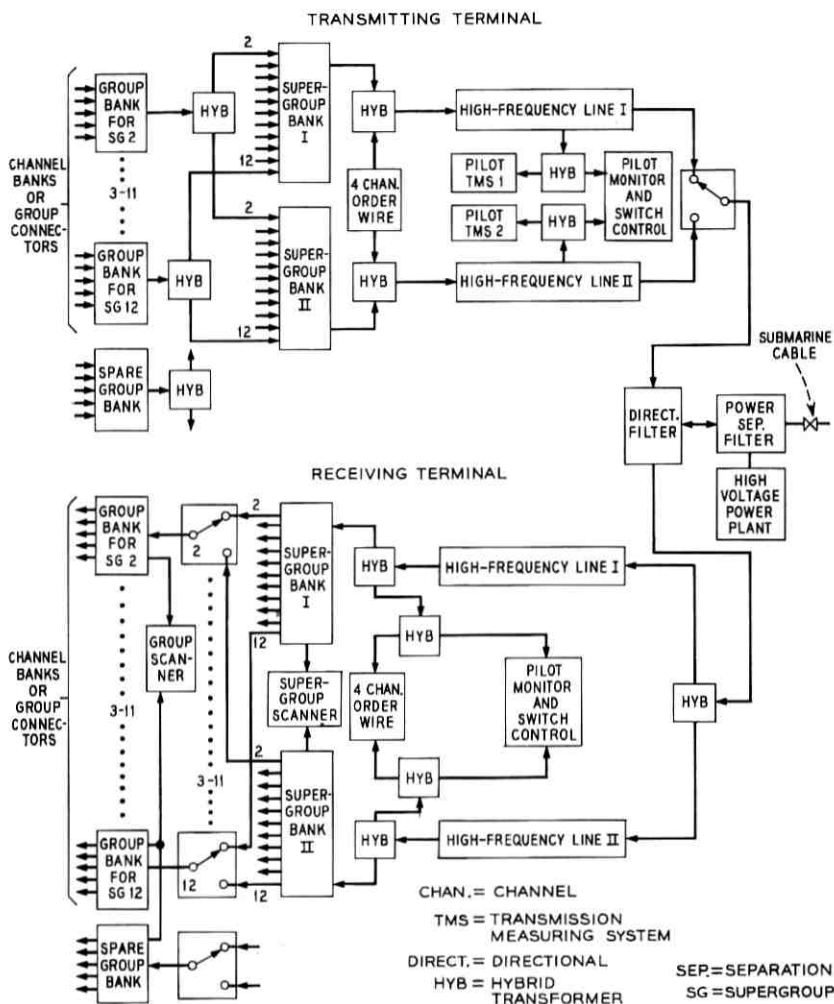 TRANSMITTING TERMINAL
CHANNEL
BANKS
OR
GROUP
CONNEC-
TORS
GROUP
BANK
FOR
SG 2
3-11
GROUP
BANK
FOR
SG 12
SPARE
GROUP
BANK
HYB
HYB
HYB
2
12
2
12
SUPER-
GROUP
BANK
I
SUPER-
GROUP
BANK
II
HYB
4 CHAN.
ORDER
WIRE
HYB
HIGH-FREQUENCY LINE I
PILOT
TMS 1
HYB
PILOT
TMS 2
HYB
PILOT
MONITOR
AND
SWITCH
CONTROL
HIGH-FREQUENCY LINE II
SUBMARINE
CABLE
DIRECT.
FILTER
POWER
SEP.
FILTER
HIGH
VOLTAGE
POWER
PLANT
RECEIVING TERMINAL
CHANNEL
BANKS
OR
GROUP
CONNEC-
TORS
GROUP
BANK
FOR
SG 2
3-11
GROUP
SCAN-
NER
GROUP
BANK
FOR
SG 12
SPARE
GROUP
BANK
2
3-11
12
2
12
2
12
SUPER-
GROUP
BANK
I
SUPER-
GROUP
SCANNER
SUPER-
GROUP
BANK
II
HYB
HYB
4 CHAN.
ORDER
WIRE
HYB
HYB
PILOT
MONITOR
AND
SWITCH
CONTROL
HIGH-FREQUENCY LINE I
HYB
HIGH-FREQUENCY LINE II
CHAN.= CHANNEL
TMS = TRANSMISSION
MEASURING SYSTEM
DIRECT.= DIRECTIONAL
HYB = HYBRID
TRANSFORMER
SEP.= SEPARATION
SG = SUPERGROUP